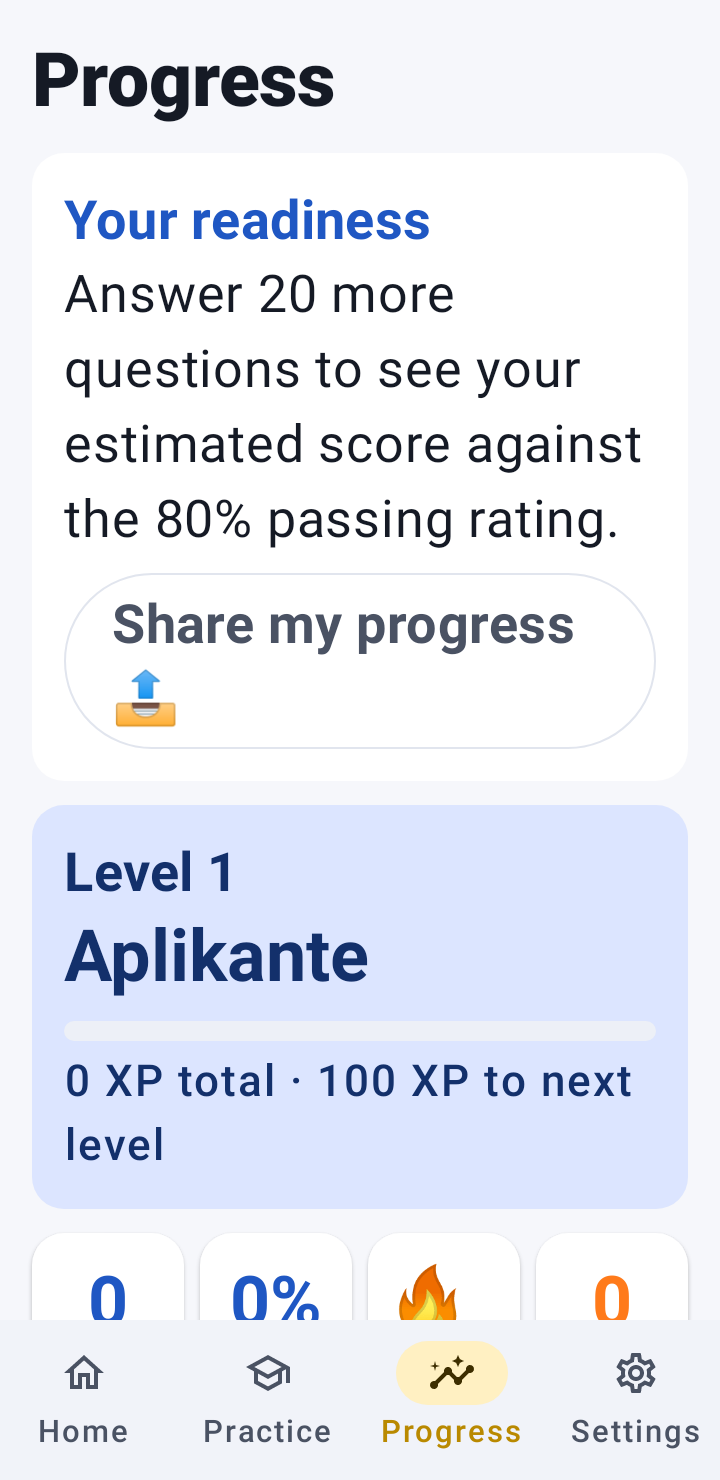 Progress
Your readiness
Answer 20 more
questions to see your
estimated score against
the 80% passing rating.
Share my progress
📤
Level 1
Aplikante
0 XP total · 100 XP to next
level
0 0% 🔥 0
Home Practice Progress Settings